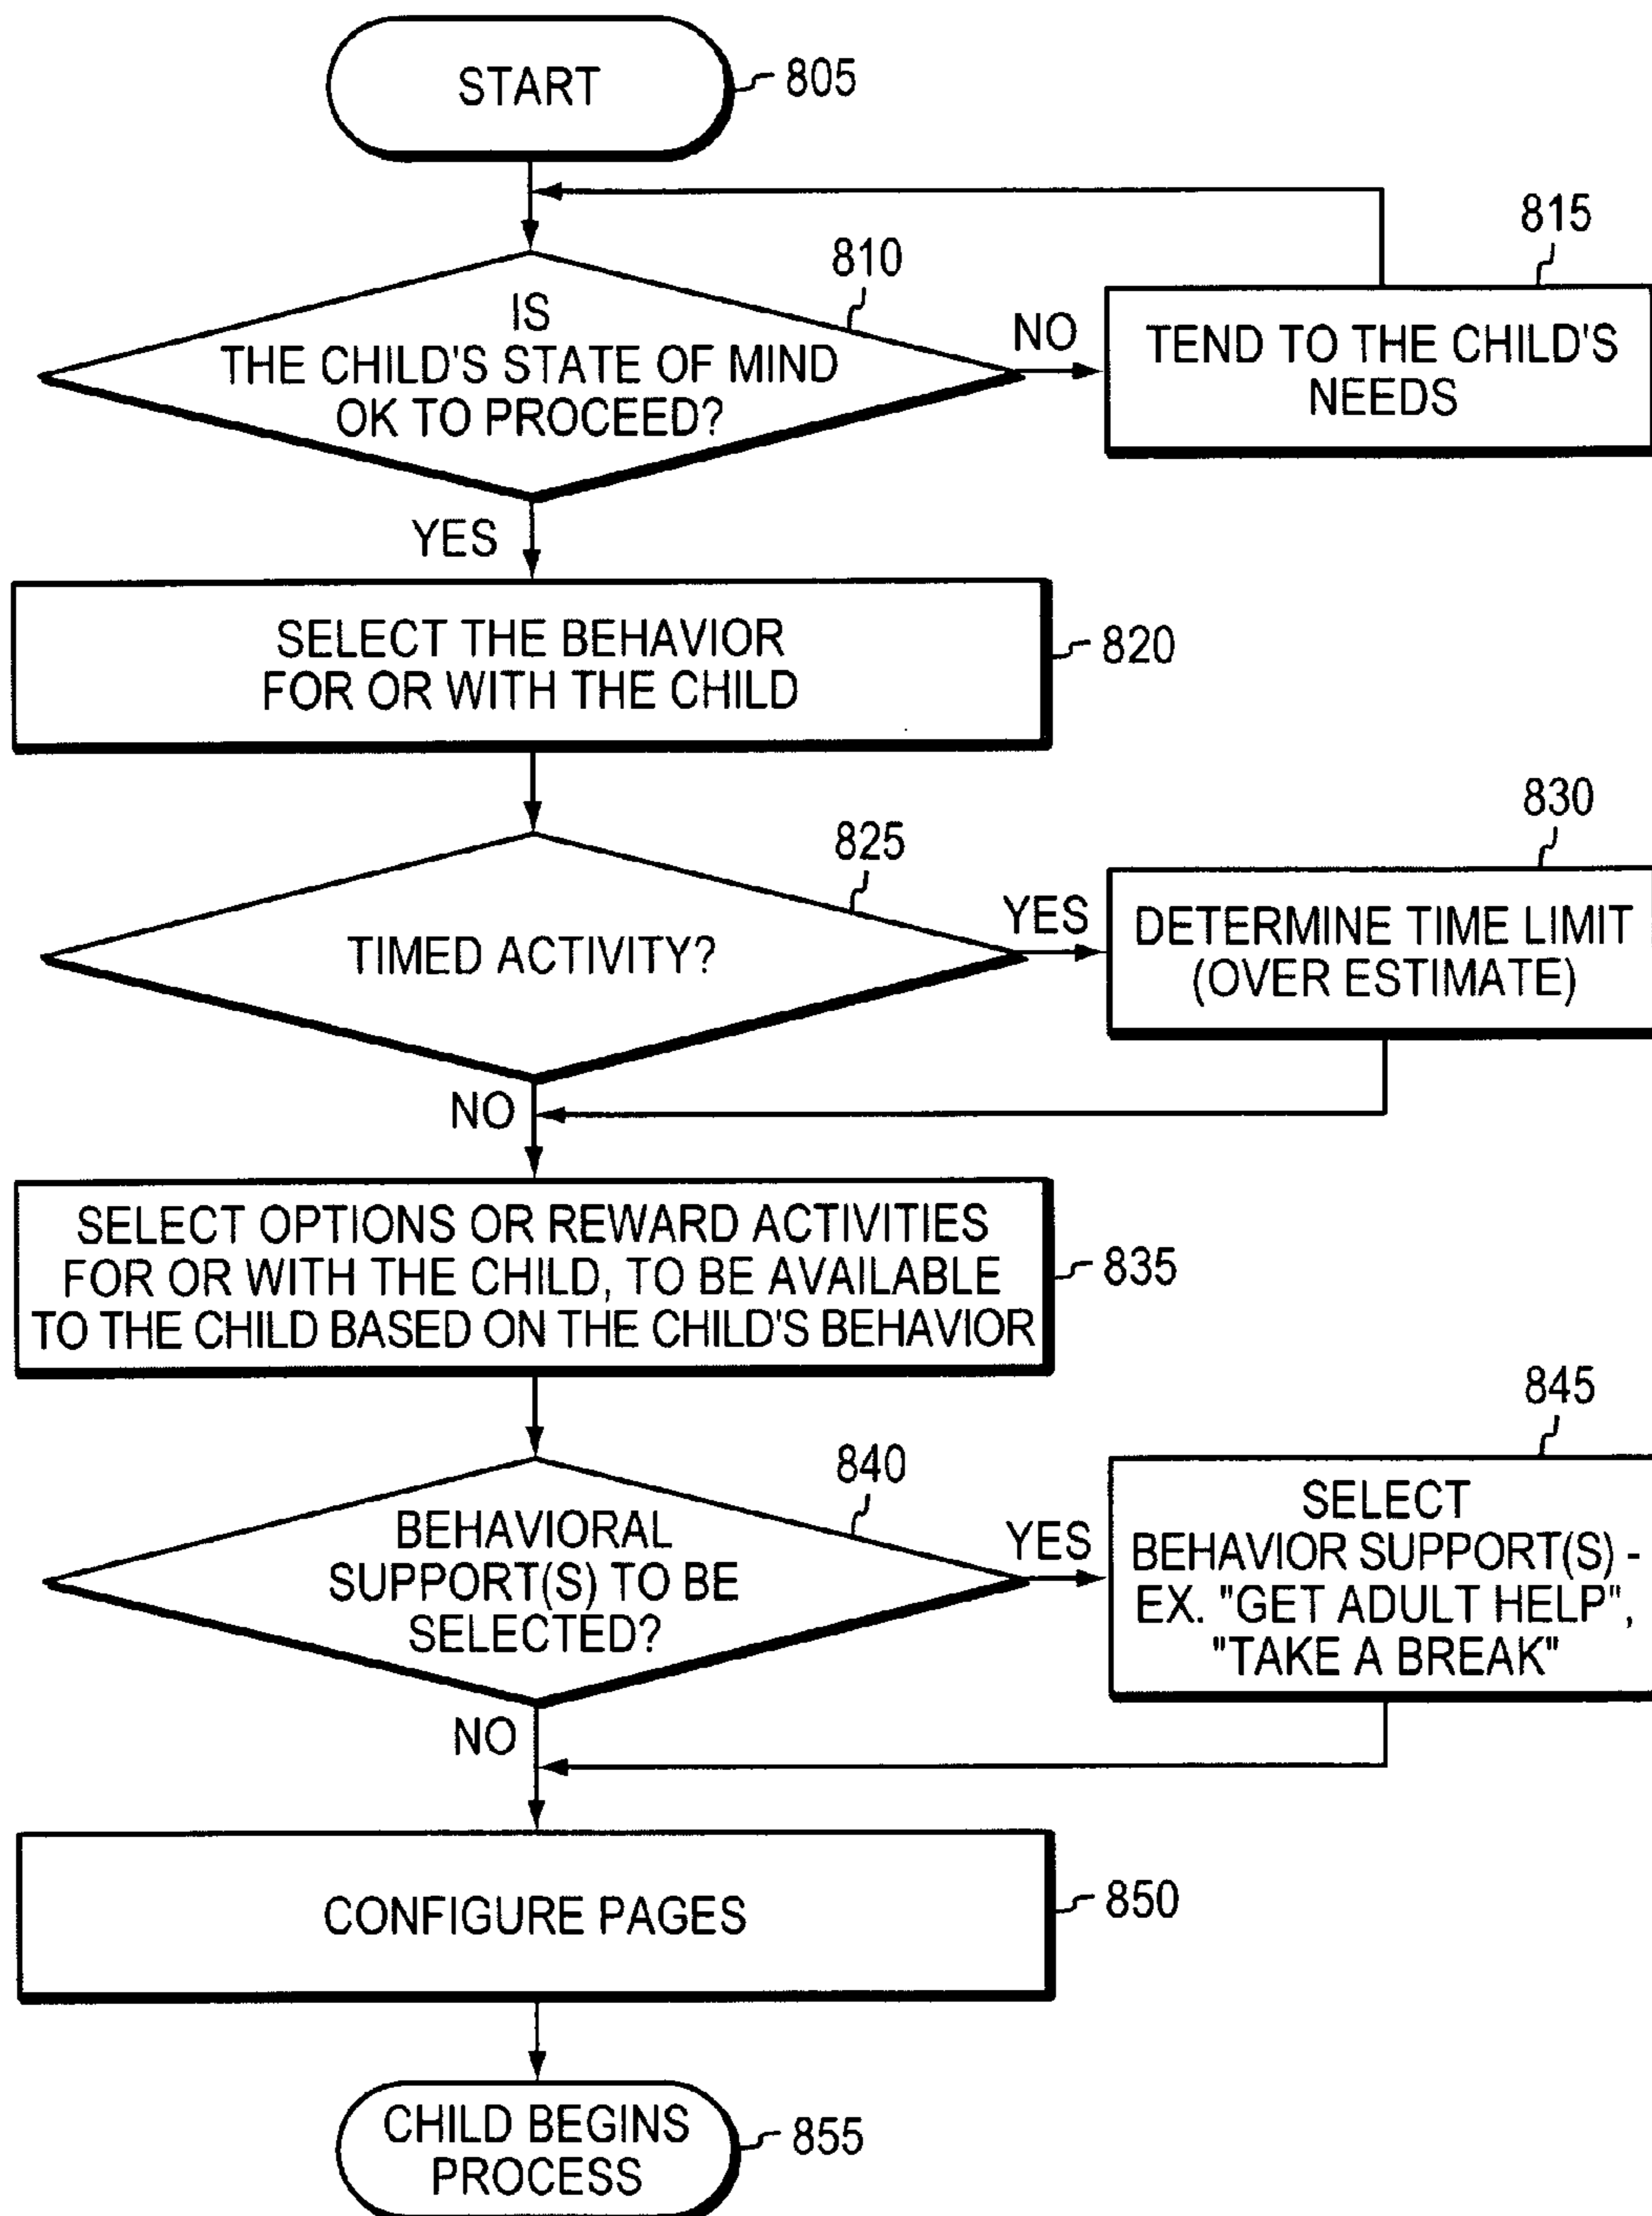 START
805
810
IS
THE CHILD'S STATE OF MIND
OK TO PROCEED?
NO
815
TEND TO THE CHILD'S
NEEDS
YES
SELECT THE BEHAVIOR
FOR OR WITH THE CHILD
820
825
TIMED ACTIVITY?
YES
830
DETERMINE TIME LIMIT
(OVER ESTIMATE)
NO
SELECT OPTIONS OR REWARD ACTIVITIES
FOR OR WITH THE CHILD, TO BE AVAILABLE
TO THE CHILD BASED ON THE CHILD'S BEHAVIOR
835
840
BEHAVIORAL
SUPPORT(S) TO BE
SELECTED?
YES
845
SELECT
BEHAVIOR SUPPORT(S) -
EX. "GET ADULT HELP",
"TAKE A BREAK"
NO
CONFIGURE PAGES
850
CHILD BEGINS
PROCESS
855